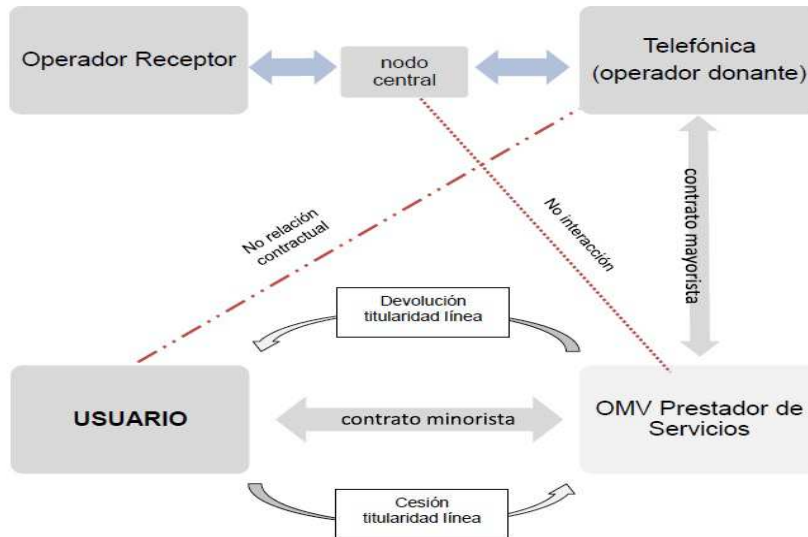 Operador Receptor
nodo
central
Telefónica
(operador donante)
No relación
contractual
No interacción
contrato mayorista
Devolución
titularidad línea
USUARIO
contrato minorista
OMV Prestador de
Servicios
Cesión
titularidad línea